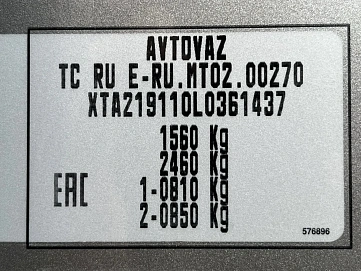 AVTOVAZ
TC RU E-RU.MT02.00270
XTA219110L0361437
1560 Kg
2460 Kg
EAC 1-0810 Kg
2-0850 Kg
576896